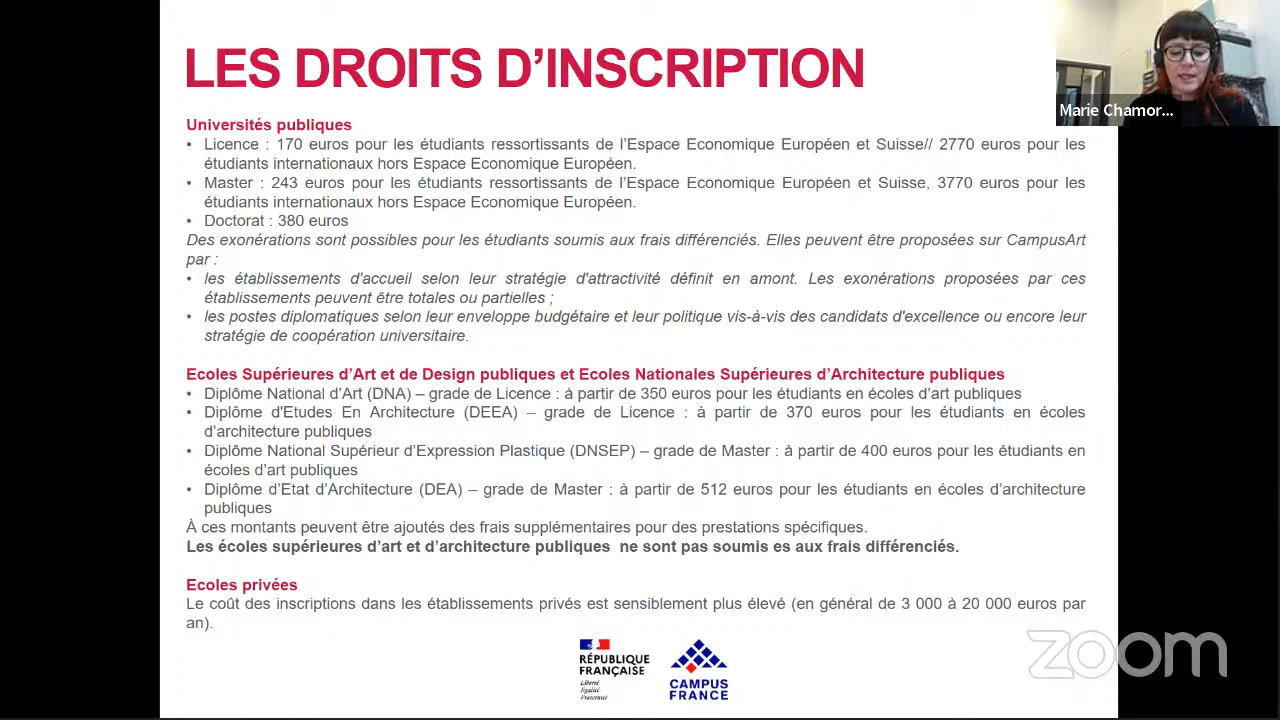 LES DROITS D’INSCRIPTION
Marie Chamor...
Universités publiques
• Licence : 170 euros pour les étudiants ressortissants de l’Espace Economique Européen et Suisse// 2770 euros pour les
étudiants internationaux hors Espace Economique Européen.
• Master : 243 euros pour les étudiants ressortissants de l’Espace Economique Européen et Suisse, 3770 euros pour les
étudiants internationaux hors Espace Economique Européen.
• Doctorat : 380 euros
Des exonérations sont possibles pour les étudiants soumis aux frais différenciés. Elles peuvent être proposées sur CampusArt
par :
• les établissements d'accueil selon leur stratégie d'attractivité définit en amont. Les exonérations proposées par ces
établissements peuvent être totales ou partielles ;
• les postes diplomatiques selon leur enveloppe budgétaire et leur politique vis-à-vis des candidats d'excellence ou encore leur
stratégie de coopération universitaire.
Ecoles Supérieures d’Art et de Design publiques et Ecoles Nationales Supérieures d’Architecture publiques
• Diplôme National d’Art (DNA) – grade de Licence : à partir de 350 euros pour les étudiants en écoles d’art publiques
• Diplôme d'Etudes En Architecture (DEEA) – grade de Licence : à partir de 370 euros pour les étudiants en écoles
d’architecture publiques
• Diplôme National Supérieur d’Expression Plastique (DNSEP) – grade de Master : à partir de 400 euros pour les étudiants en
écoles d’art publiques
• Diplôme d’Etat d’Architecture (DEA) – grade de Master : à partir de 512 euros pour les étudiants en écoles d’architecture
publiques
À ces montants peuvent être ajoutés des frais supplémentaires pour des prestations spécifiques.
Les écoles supérieures d’art et d’architecture publiques ne sont pas soumis es aux frais différenciés.
Ecoles privées
Le coût des inscriptions dans les établissements privés est sensiblement plus élevé (en général de 3 000 à 20 000 euros par
an).
RÉPUBLIQUE
FRANÇAISE
Liberté
Égalité
Fraternité
CAMPUS
FRANCE
zoom